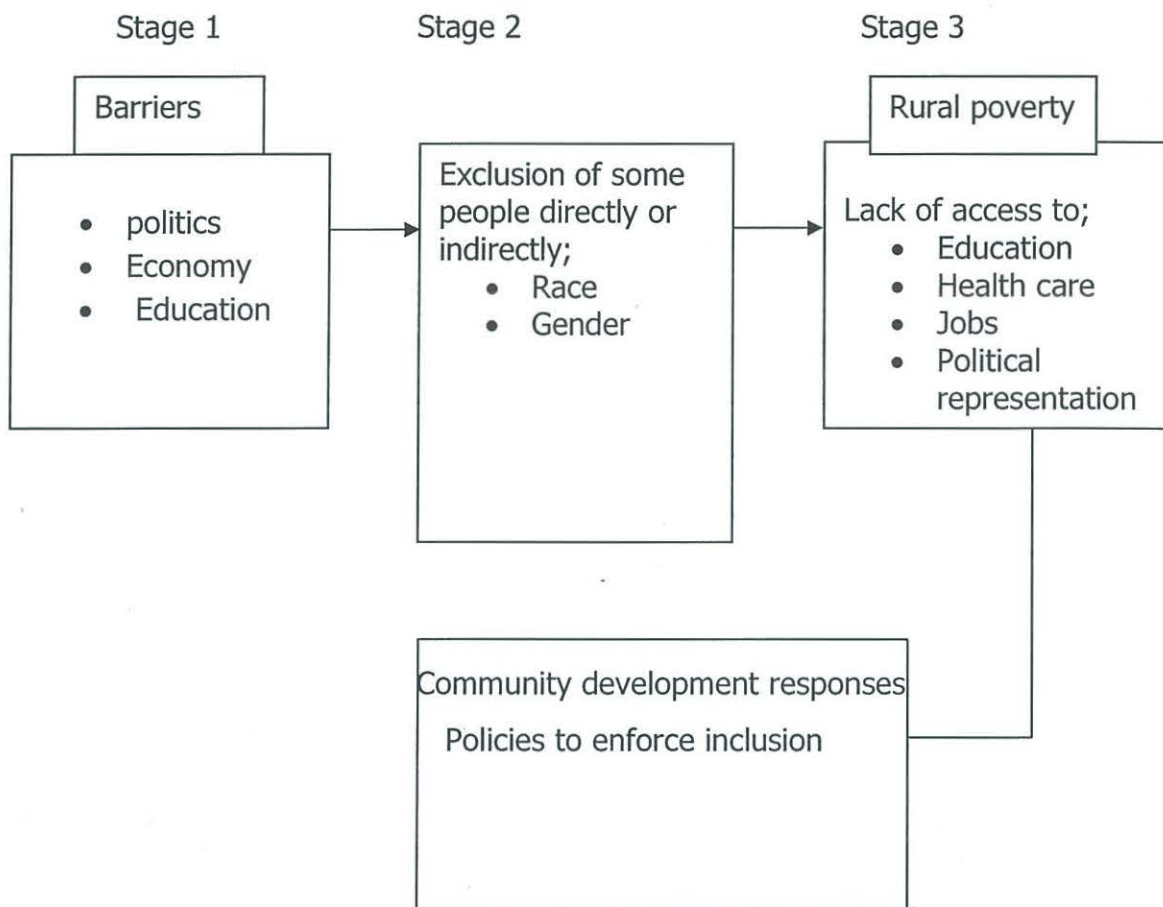 Stage 1
Stage 2
Stage 3
Barriers
• politics
• Economy
• Education
Exclusion of some
people directly or
indirectly;
• Race
• Gender
Rural poverty
Lack of access to;
• Education
• Health care
• Jobs
• Political
representation
Community development responses
Policies to enforce inclusion